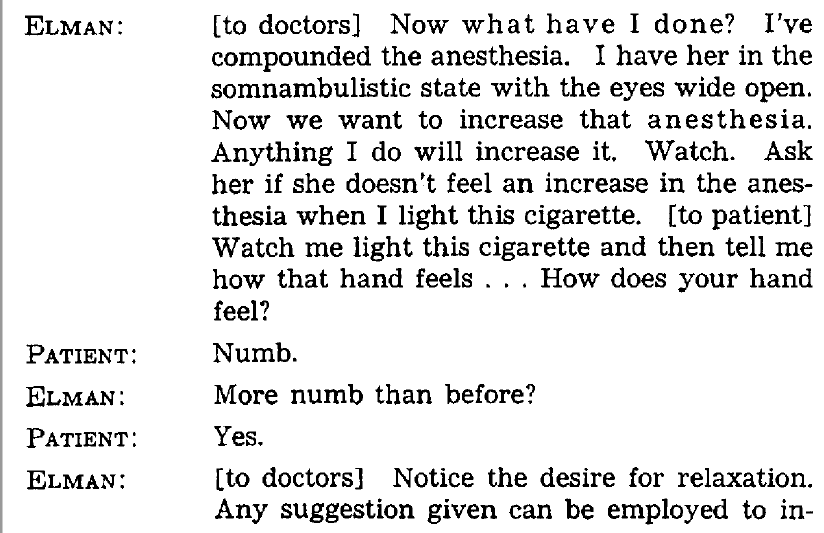 ELMAN: [to doctors] Now what have I done? I've
compounded the anesthesia. I have her in the
somnambulistic state with the eyes wide open.
Now we want to increase that anesthesia.
Anything I do will increase it. Watch. Ask
her if she doesn't feel an increase in the anes-
thesia when I light this cigarette. [to patient]
Watch me light this cigarette and then tell me
how that hand feels . . . How does your hand
feel?
PATIENT: Numb.
ELMAN: More numb than before?
PATIENT: Yes.
ELMAN: [to doctors] Notice the desire for relaxation.
Any suggestion given can be employed to in-